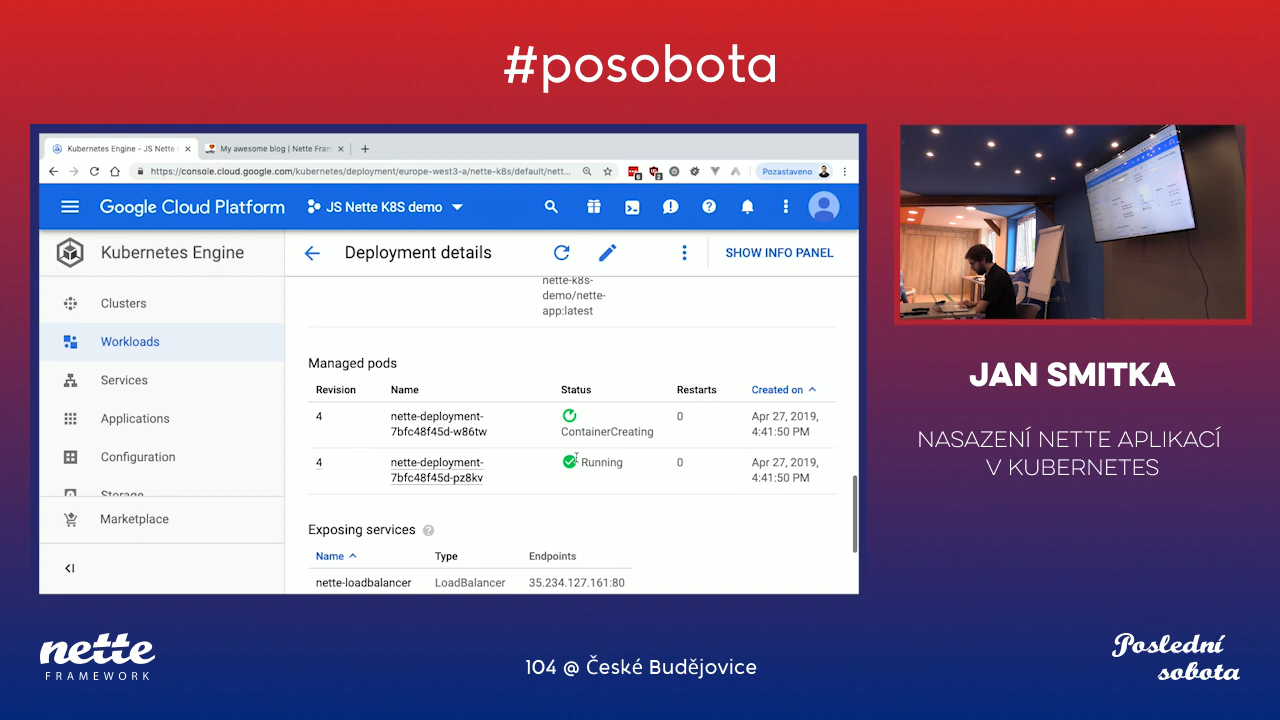 #posobota
Kubernetes Engine - JS Nette
My awesome blog | Nette Fram
https://console.cloud.google.com/kubernetes/deployment/europe-west3-a/nette-k8s/default/nett...
Pozastaveno
Google Cloud Platform
JS Nette K8S demo
Kubernetes Engine
Deployment details
SHOW INFO PANEL
Clusters
Workloads
Services
Applications
Configuration
Storage
Marketplace
nette-k8s-
demo/nette-
app:latest
Managed pods
Revision Name Status Restarts Created on
4 nette-deployment-7bfc48f45d-w86tw ContainerCreating 0 Apr 27, 2019, 4:41:50 PM
4 nette-deployment-7bfc48f45d-pz8kv Running 0 Apr 27, 2019, 4:41:50 PM
Exposing services
Name Type Endpoints
nette-loadbalancer LoadBalancer 35.234.127.161:80
JAN SMITKA
NASAZENÍ NETTE APLIKACÍ
V KUBERNETES
nette
FRAMEWORK
104 @ České Budějovice
Poslední
sobota